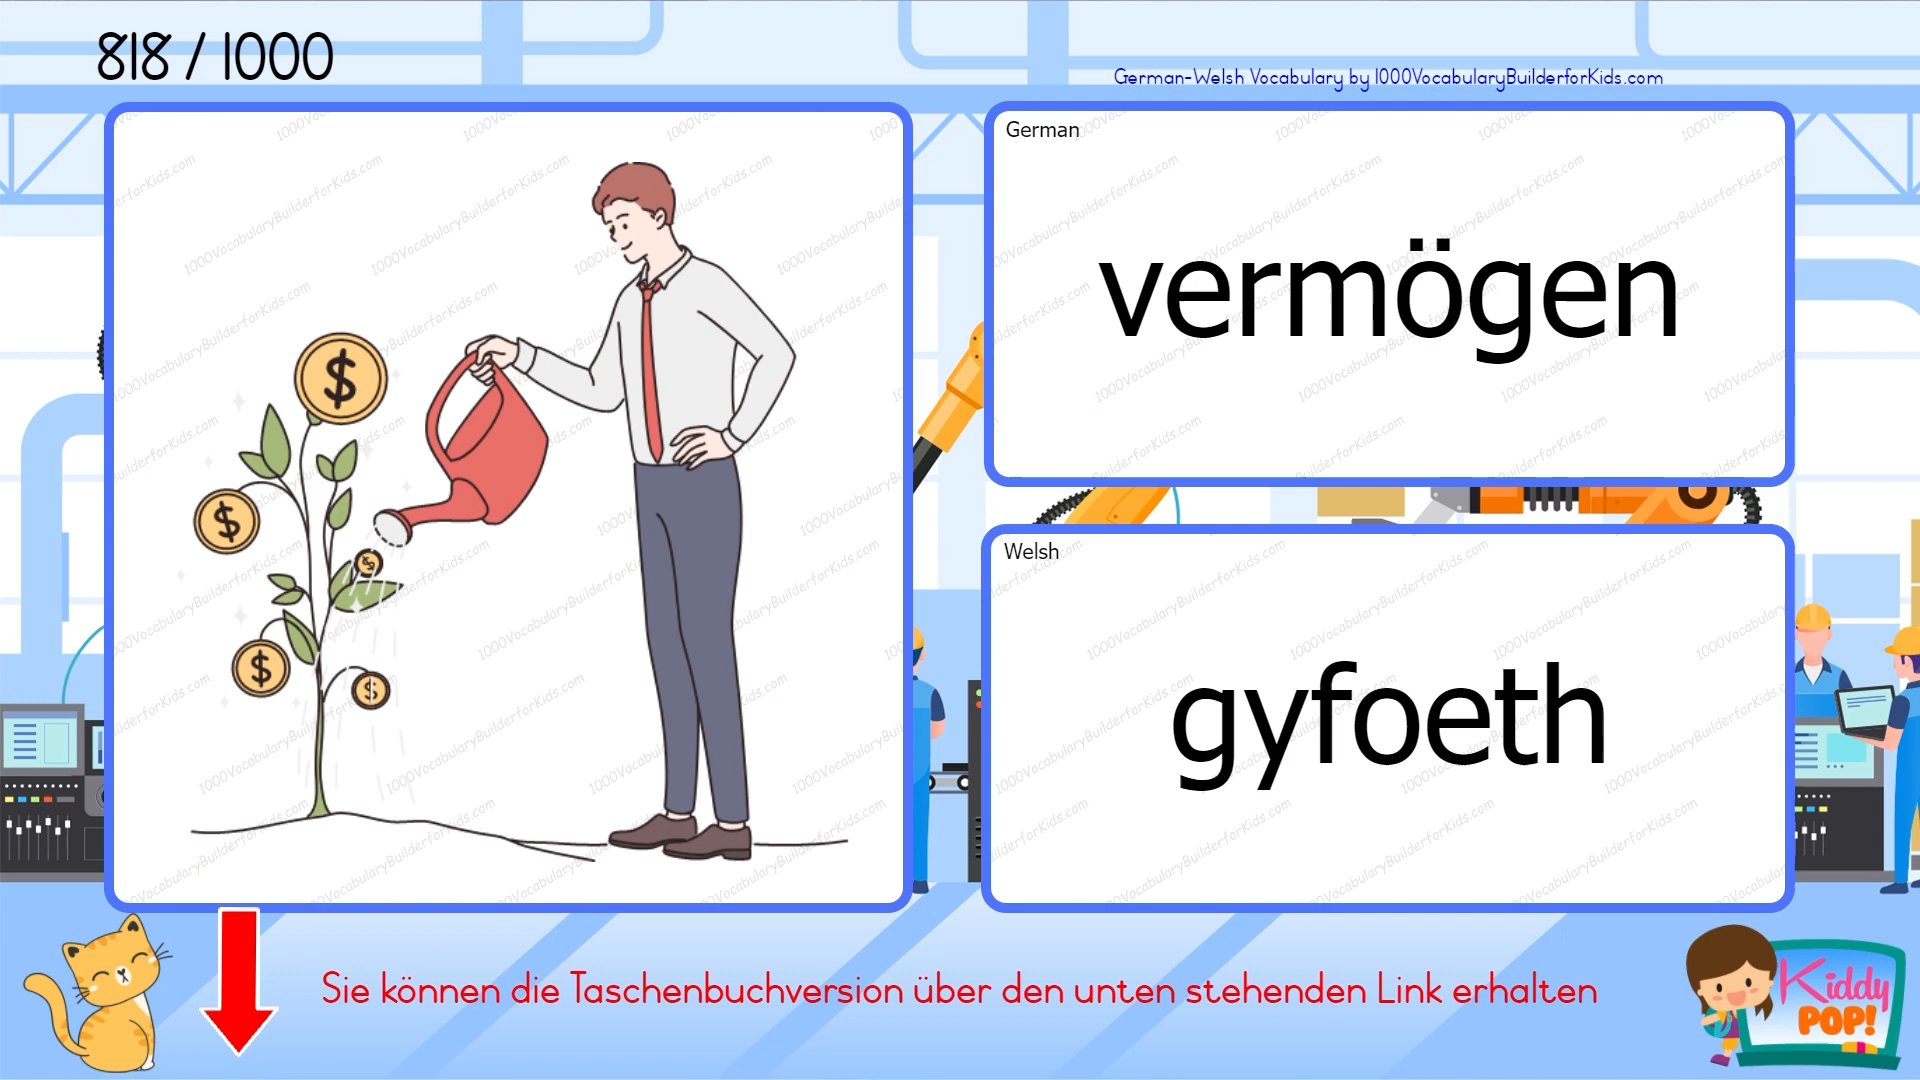 818 / 1000
German-Welsh Vocabulary by 1000VocabularyBuilderforKids.com
German
vermögen
Welsh
gyfoeth
Sie können die Taschenbuchversion über den unten stehenden Link erhalten
Kiddy
POP!